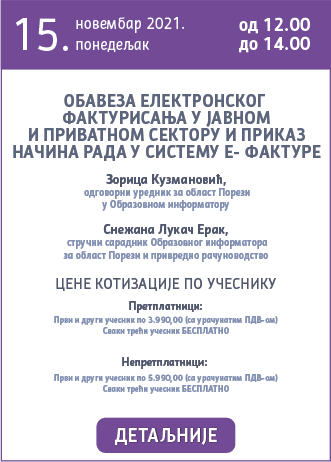 15.
новембар 2021.
понедељак
од 12.00
до 14.00
ОБАВЕЗА ЕЛЕКТРОНСКОГ
ФАКТУРИСАЊА У ЈАВНОМ
И ПРИВАТНОМ СЕКТОРУ И ПРИКАЗ
НАЧИНА РАДА У СИСТЕМУ Е- ФАКТУРЕ
Зорица Кузмановић,
одговорни уредник за област Порези
у Образовном информатору
Снежана Лукач Ерак,
стручни сарадник Образовног информатора
за област Порези и привредно рачуноводство
ЦЕНЕ КОТИЗАЦИЈЕ ПО УЧЕСНИКУ
Претплатници:
Први и други учесник по 3.990,00 (са урачунатим ПДВ-ом)
Сваки трећи учесник БЕСПЛАТНО
Непретплатници:
Први и други учесник по 5.990,00 (са урачунатим ПДВ-ом)
Сваки трећи учесник БЕСПЛАТНО
ДЕТАЉНИЈЕ